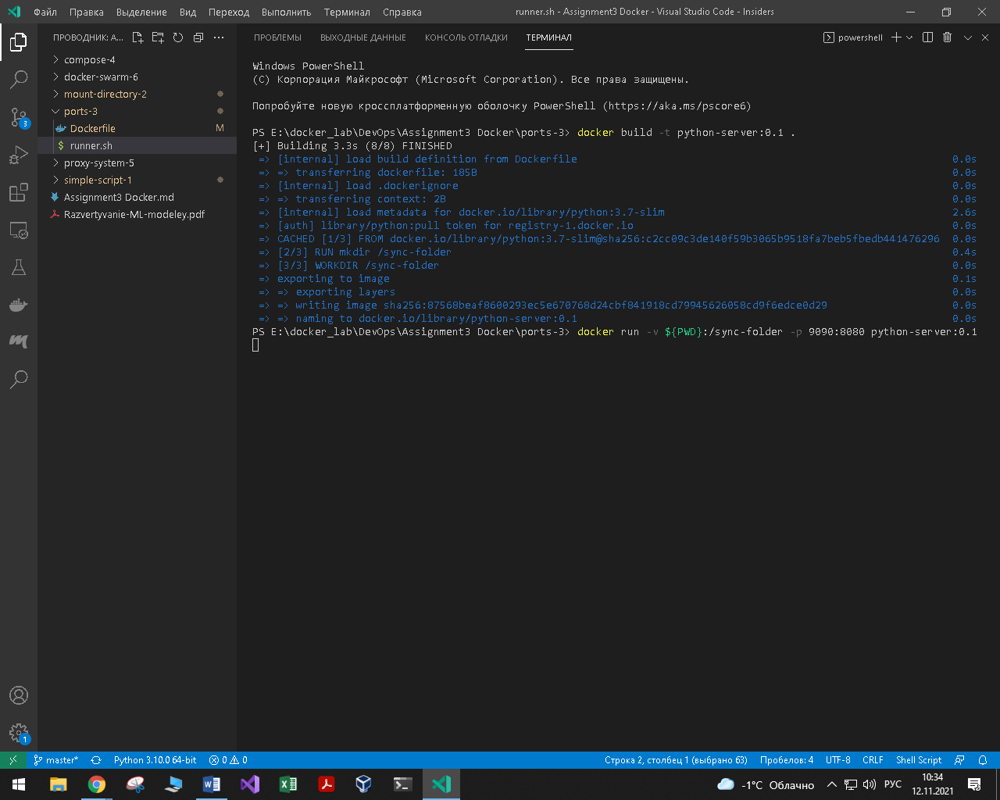 Файл Правка Выделение Вид Переход Выполнить Терминал Справка runner.sh - Assignment3 Docker - Visual Studio Code - Insiders
ПРОВОДНИК: A...
compose-4
docker-swarm-6
mount-directory-2
ports-3
Dockerfile M
runner.sh
proxy-system-5
simple-script-1
Assignment3 Docker.md
Razvertyvanie-ML-modeley.pdf
3
1
ПРОБЛЕМЫ ВЫХОДНЫЕ ДАННЫЕ КОНСОЛЬ ОТЛАДКИ ТЕРМИНАЛ powershell
Windows PowerShell
(C) Корпорация Майкрософт (Microsoft Corporation). Все права защищены.
Попробуйте новую кроссплатформенную оболочку PowerShell (https://aka.ms/pscore6)
PS E:\docker_lab\DevOps\Assignment3 Docker\ports-3> docker build -t python-server:0.1 .
[+] Building 3.3s (8/8) FINISHED
=> [internal] load build definition from Dockerfile 0.0s
=> => transferring dockerfile: 185B 0.0s
=> [internal] load .dockerignore 0.0s
=> => transferring context: 2B 0.0s
=> [internal] load metadata for docker.io/library/python:3.7-slim 2.6s
=> [auth] library/python:pull token for registry-1.docker.io 0.0s
=> CACHED [1/3] FROM docker.io/library/python:3.7-slim@sha256:c2cc09c3de140f59b3065b9518fa7beb5fbedb441476296 0.0s
=> [2/3] RUN mkdir /sync-folder 0.4s
=> [3/3] WORKDIR /sync-folder 0.0s
=> exporting to image 0.1s
=> => exporting layers 0.0s
=> => writing image sha256:87568beaf8600293ec5e670768d24cbf841918cd79945626058cd9f6edce0d29 0.0s
=> => naming to docker.io/library/python-server:0.1 0.0s
PS E:\docker_lab\DevOps\Assignment3 Docker\ports-3> docker run -v ${PWD}:/sync-folder -p 9090:8080 python-server:0.1
master* Python 3.10.0 64-bit 0 0 Строка 2, столбец 1 (выбрано 63) Пробелов: 4 UTF-8 CRLF Shell Script
-1°C Облачно РУС 10:34
12.11.2021